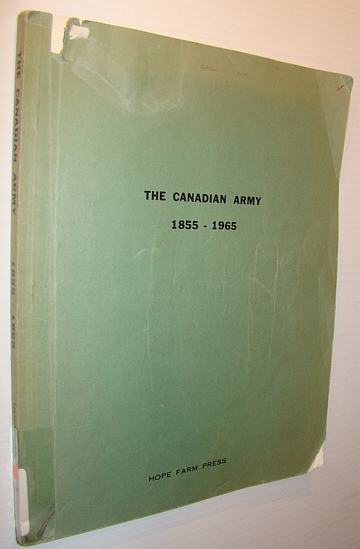 THE CANADIAN ARMY
1855 - 1965
HOPE FARM PRESS
THE CANADIAN ARMY